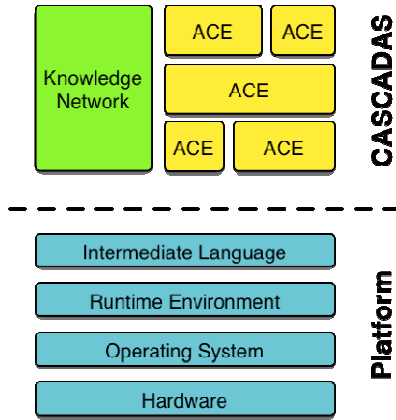 Knowledge
Network
ACE
ACE
ACE
ACE
ACE
CASCADAS
Intermediate Language
Runtime Environment
Operating System
Hardware
Platform